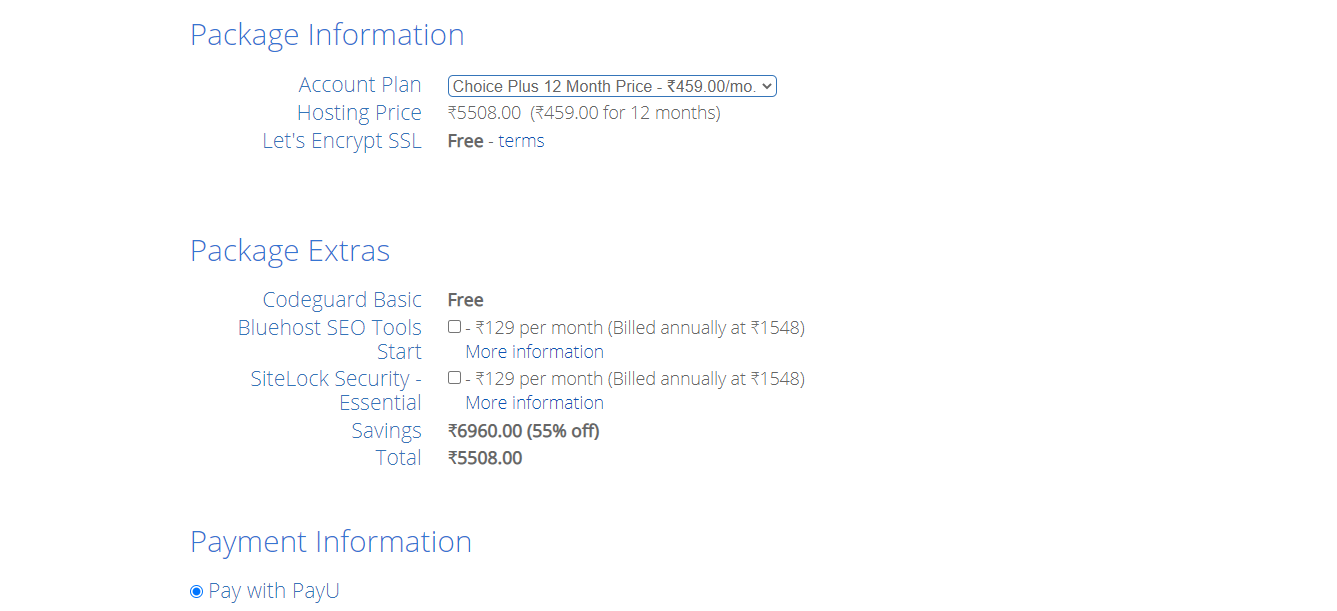 Package Information
Account Plan Choice Plus 12 Month Price - ₹459.00/mo.
Hosting Price ₹5508.00 (₹459.00 for 12 months)
Let's Encrypt SSL Free - terms
Package Extras
Codeguard Basic Free
Bluehost SEO Tools - ₹129 per month (Billed annually at ₹1548)
Start More information
SiteLock Security - - ₹129 per month (Billed annually at ₹1548)
Essential More information
Savings ₹6960.00 (55% off)
Total ₹5508.00
Payment Information
Pay with PayU